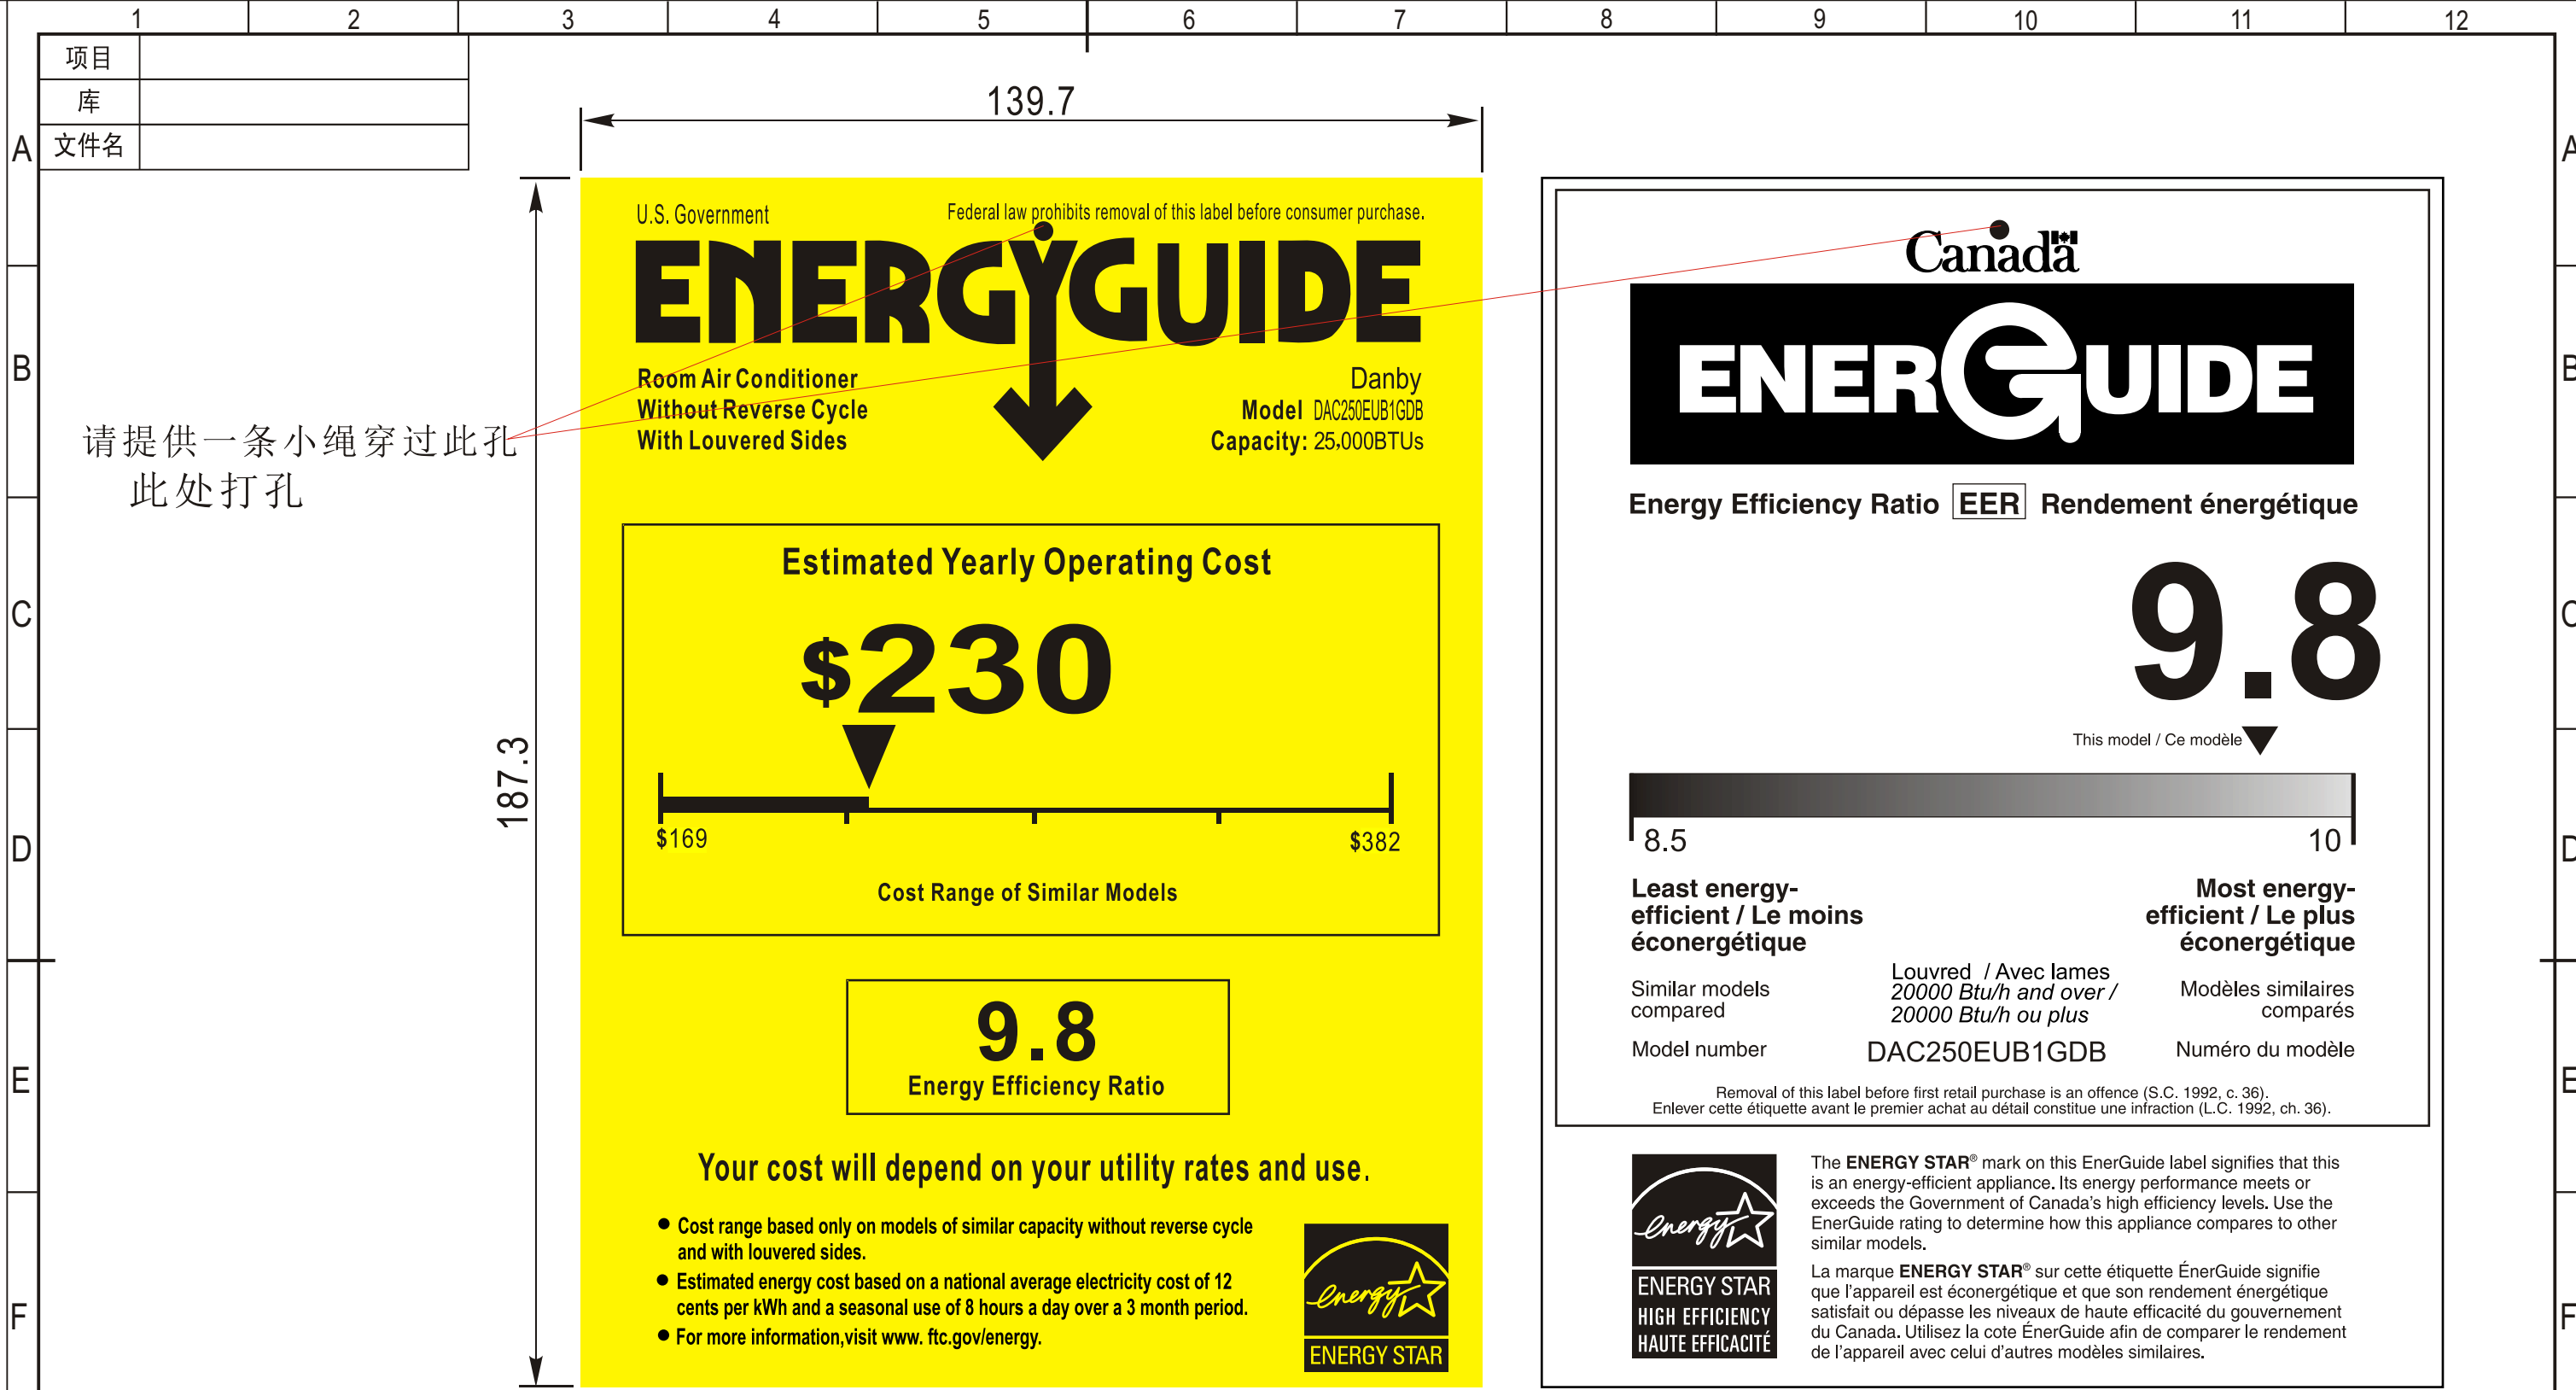 1 2 3 4 5 6 7 8 9 10 11 12
项目
库
文件名
A A
B B
C C
D D
E E
F F
139.7
187.3
请提供一条小绳穿过此孔
此处打孔
U.S. Government
Federal law prohibits removal of this label before consumer purchase.
ENERGYGUIDE
Room Air Conditioner
Without Reverse Cycle
With Louvered Sides
Danby
Model DAC250EUB1GDB
Capacity: 25,000BTUs
Estimated Yearly Operating Cost
$230
$169
$382
Cost Range of Similar Models
9.8
Energy Efficiency Ratio
Your cost will depend on your utility rates and use.
● Cost range based only on models of similar capacity without reverse cycle
and with louvered sides.
● Estimated energy cost based on a national average electricity cost of 12
cents per kWh and a seasonal use of 8 hours a day over a 3 month period.
● For more information,visit www. ftc.gov/energy.
energy
ENERGY STAR
Canada
ENERGUIDE
Energy Efficiency Ratio EER Rendement énergétique
9.8
This model / Ce modèle
8.5
10
Least energy-
efficient / Le moins
éconergétique
Most energy-
efficient / Le plus
éconergétique
Similar models
compared
Louvred / Avec lames
20000 Btu/h and over /
20000 Btu/h ou plus
Modèles similaires
comparés
Model number
DAC250EUB1GDB
Numéro du modèle
Removal of this label before first retail purchase is an offence (S.C. 1992, c. 36).
Enlever cette étiquette avant le premier achat au détail constitue une infraction (L.C. 1992, ch. 36).
energy
ENERGY STAR
HIGH EFFICIENCY
HAUTE EFFICACITÉ
The ENERGY STAR® mark on this EnerGuide label signifies that this
is an energy-efficient appliance. Its energy performance meets or
exceeds the Government of Canada's high efficiency levels. Use the
EnerGuide rating to determine how this appliance compares to other
similar models.
La marque ENERGY STAR® sur cette étiquette ÉnerGuide signifie
que l'appareil est éconergétique et que son rendement énergétique
satisfait ou dépasse les niveaux de haute efficacité du gouvernement
du Canada. Utilisez la cote ÉnerGuide afin de comparer le rendement
de l'appareil avec celui d'autres modèles similaires.